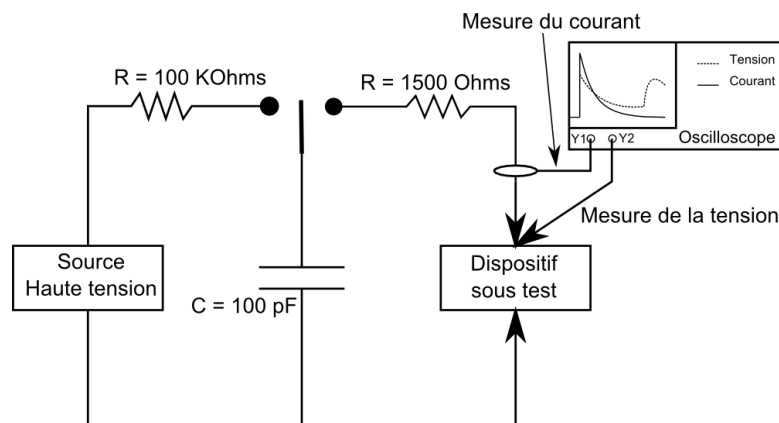 Mesure du courant
R = 100 KOhms
R = 1500 Ohms
Tension
Courant
Y1
Y2
Oscilloscope
Mesure de la tension
Source
Haute tension
C = 100 pF
Dispositif
sous test